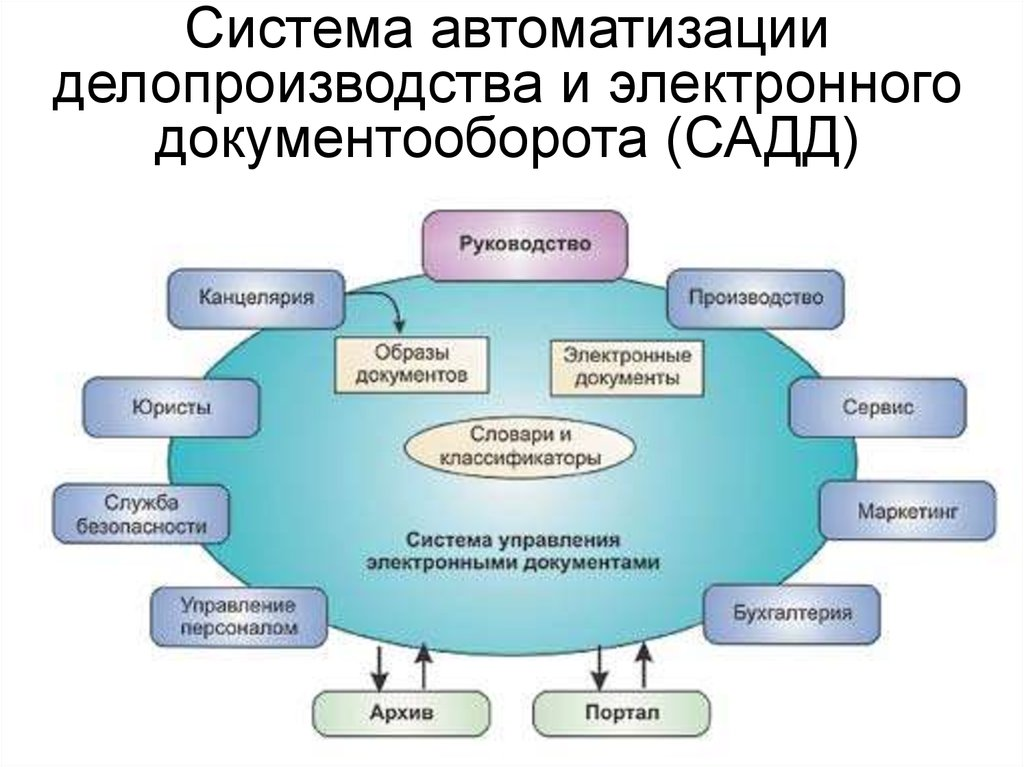 Система автоматизации
делопроизводства и электронного
документооборота (САДД)
Руководство
Канцелярия
Производство
Образы
документов
Электронные
документы
Юристы
Сервис
Словари и
классификаторы
Служба
безопасности
Маркетинг
Система управления
электронными документами
Управление
персоналом
Бухгалтерия
Архив
Портал